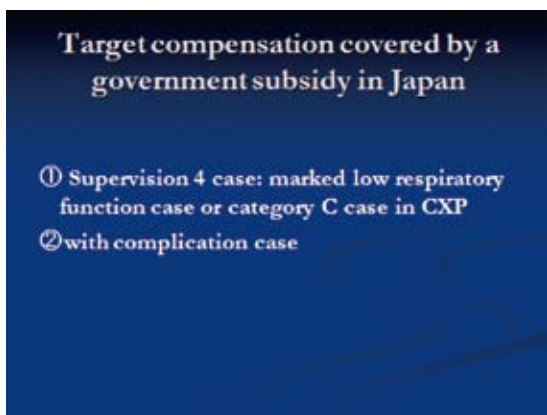 Target compensation covered by a
government subsidy in Japan
① Supervision 4 case: marked low respiratory
function case or category C case in CXP
②with complication case